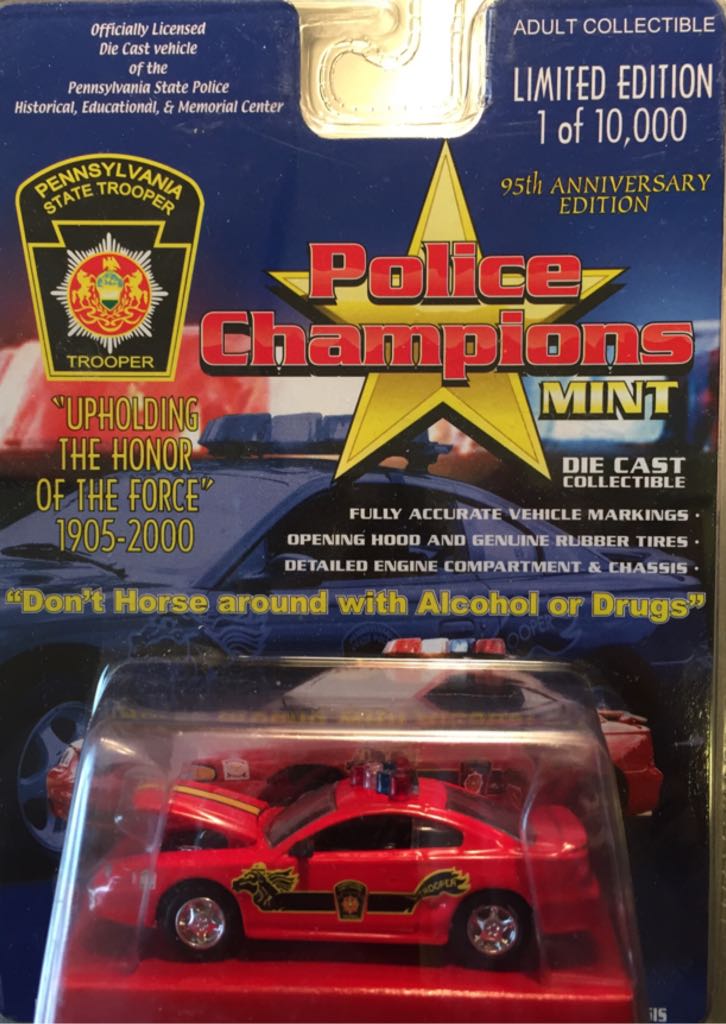 Officially Licensed
Die Cast vehicle
of the
Pennsylvania State Police
Historical, Educational, & Memorial Center
ADULT COLLECTIBLE
LIMITED EDITION
1 of 10,000
95th ANNIVERSARY
EDITION
PENNSYLVANIA
STATE TROOPER
TROOPER
Police
Champions
MINT
"UPHOLDING
THE HONOR
OF THE FORCE"
1905-2000
DIE CAST
COLLECTIBLE
FULLY ACCURATE VEHICLE MARKINGS ·
OPENING HOOD AND GENUINE RUBBER TIRES ·
DETAILED ENGINE COMPARTMENT & CHASSIS ·
"Don't Horse around with Alcohol or Drugs"
TROOPER